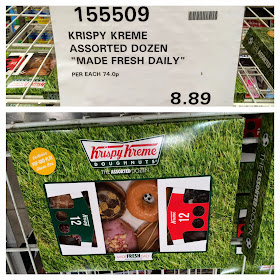 155509
KRISPY KREME
ASSORTED DOZEN
"MADE FRESH DAILY"
PER EACH 74.0p
8.89
Krispy Kreme
DOUGHNUTS
THE ASSORTED DOZEN
12
12
FRESH